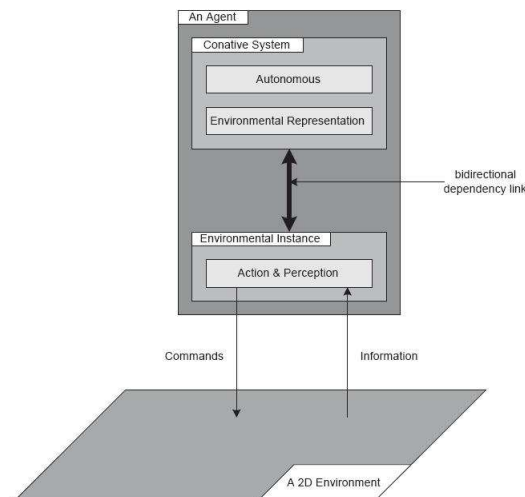 An Agent
Conative System
Autonomous
Environmental Representation
bidirectional
dependency link
Environmental Instance
Action & Perception
Commands
Information
A 2D Environment